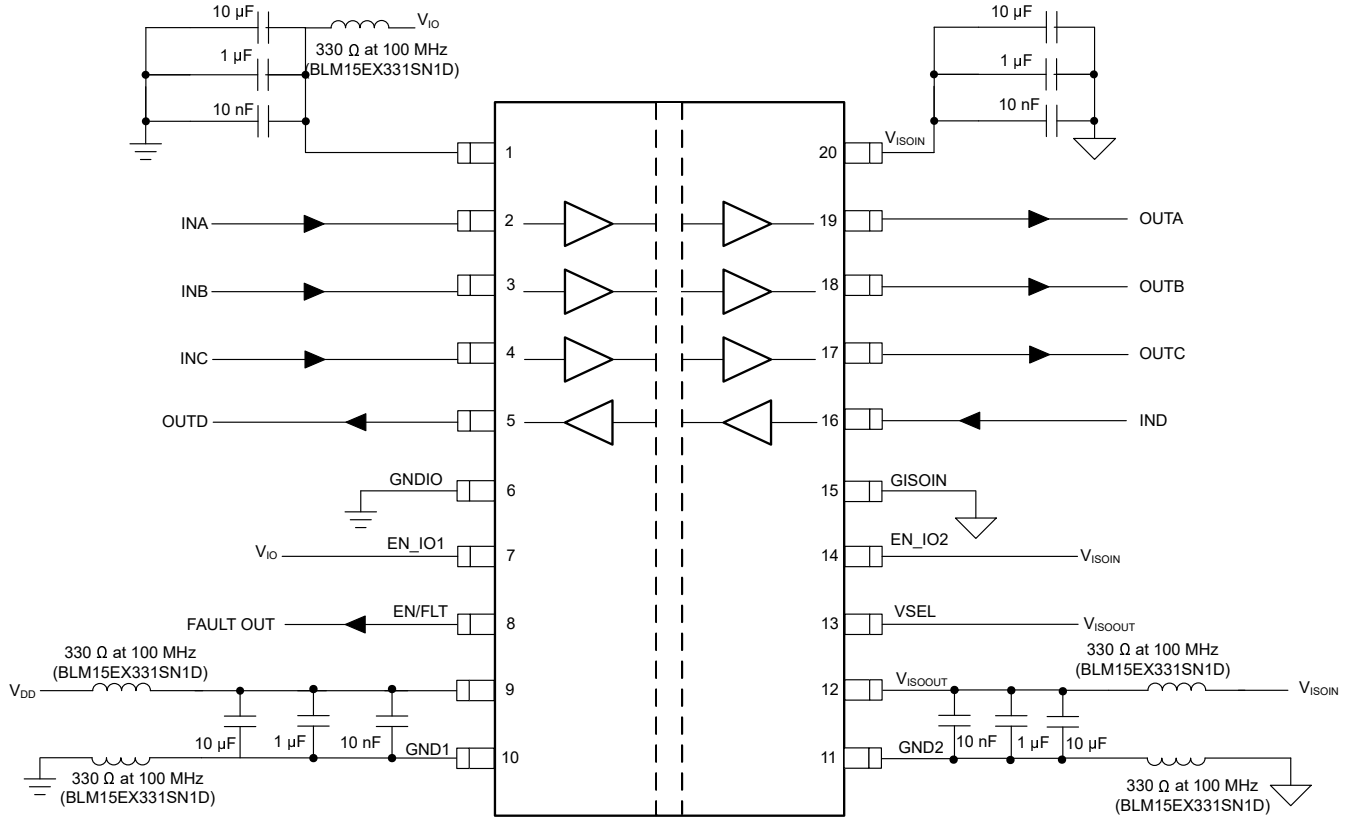 10 µF
V_IO
330 Ω at 100 MHz
(BLM15EX331SN1D)
1 µF
10 nF
10 µF
1 µF
10 nF
V_ISOIN
1
20
INA
2
19
OUTA
INB
3
18
OUTB
INC
4
17
OUTC
OUTD
5
16
IND
GNDIO
6
15
GISOIN
V_IO
EN_IO1
7
14
EN_IO2
V_ISOIN
FAULT OUT
EN/FLT
8
13
VSEL
V_ISOOUT
330 Ω at 100 MHz
(BLM15EX331SN1D)
V_DD
9
12
V_ISOOUT
330 Ω at 100 MHz
(BLM15EX331SN1D)
V_ISOIN
10 µF
1 µF
10 nF
GND1
10
11
GND2
10 nF
1 µF
10 µF
330 Ω at 100 MHz
(BLM15EX331SN1D)
330 Ω at 100 MHz
(BLM15EX331SN1D)